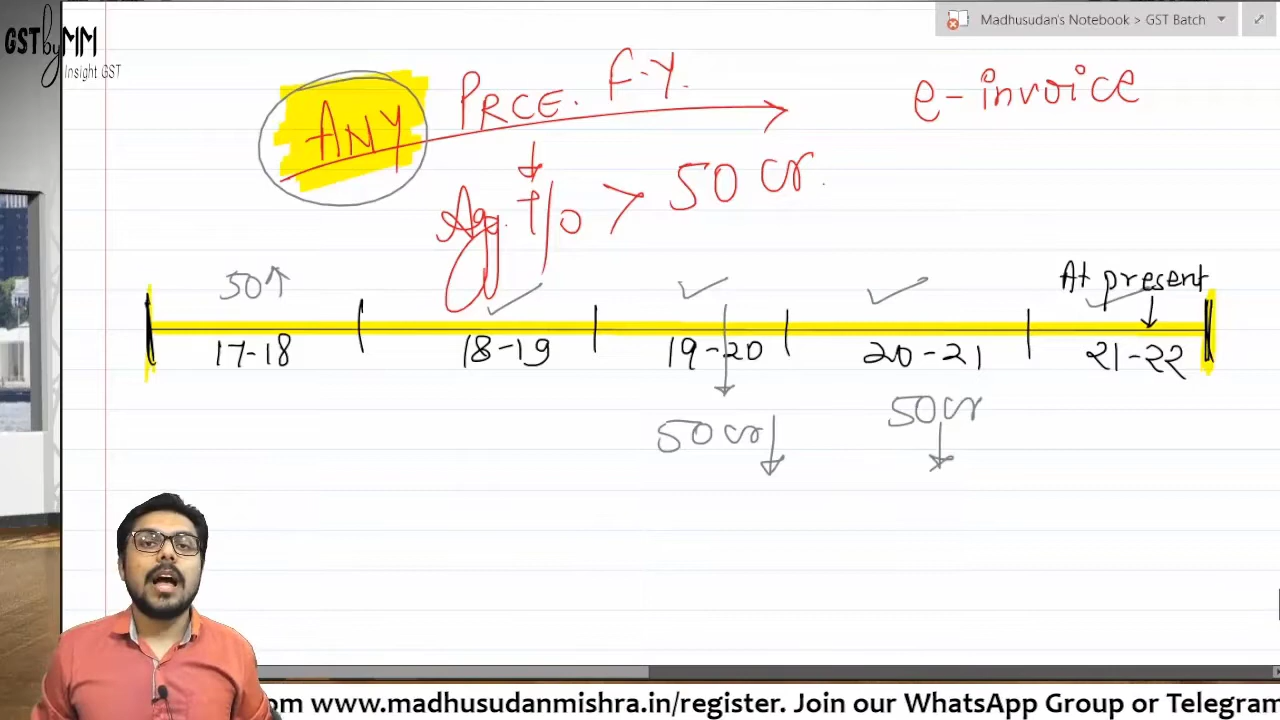 GST by MM
Insight GST
Madhusudan's Notebook > GST Batch
ANY PRCE. F.Y.
e-invoice
Agg. T/O > 50 cr.
50↑
At present
17-18 18-19 19-20 20-21 21-22
50 cr↓
50 cr
om www.madhusudanmishra.in/register. Join our WhatsApp Group or Telegram